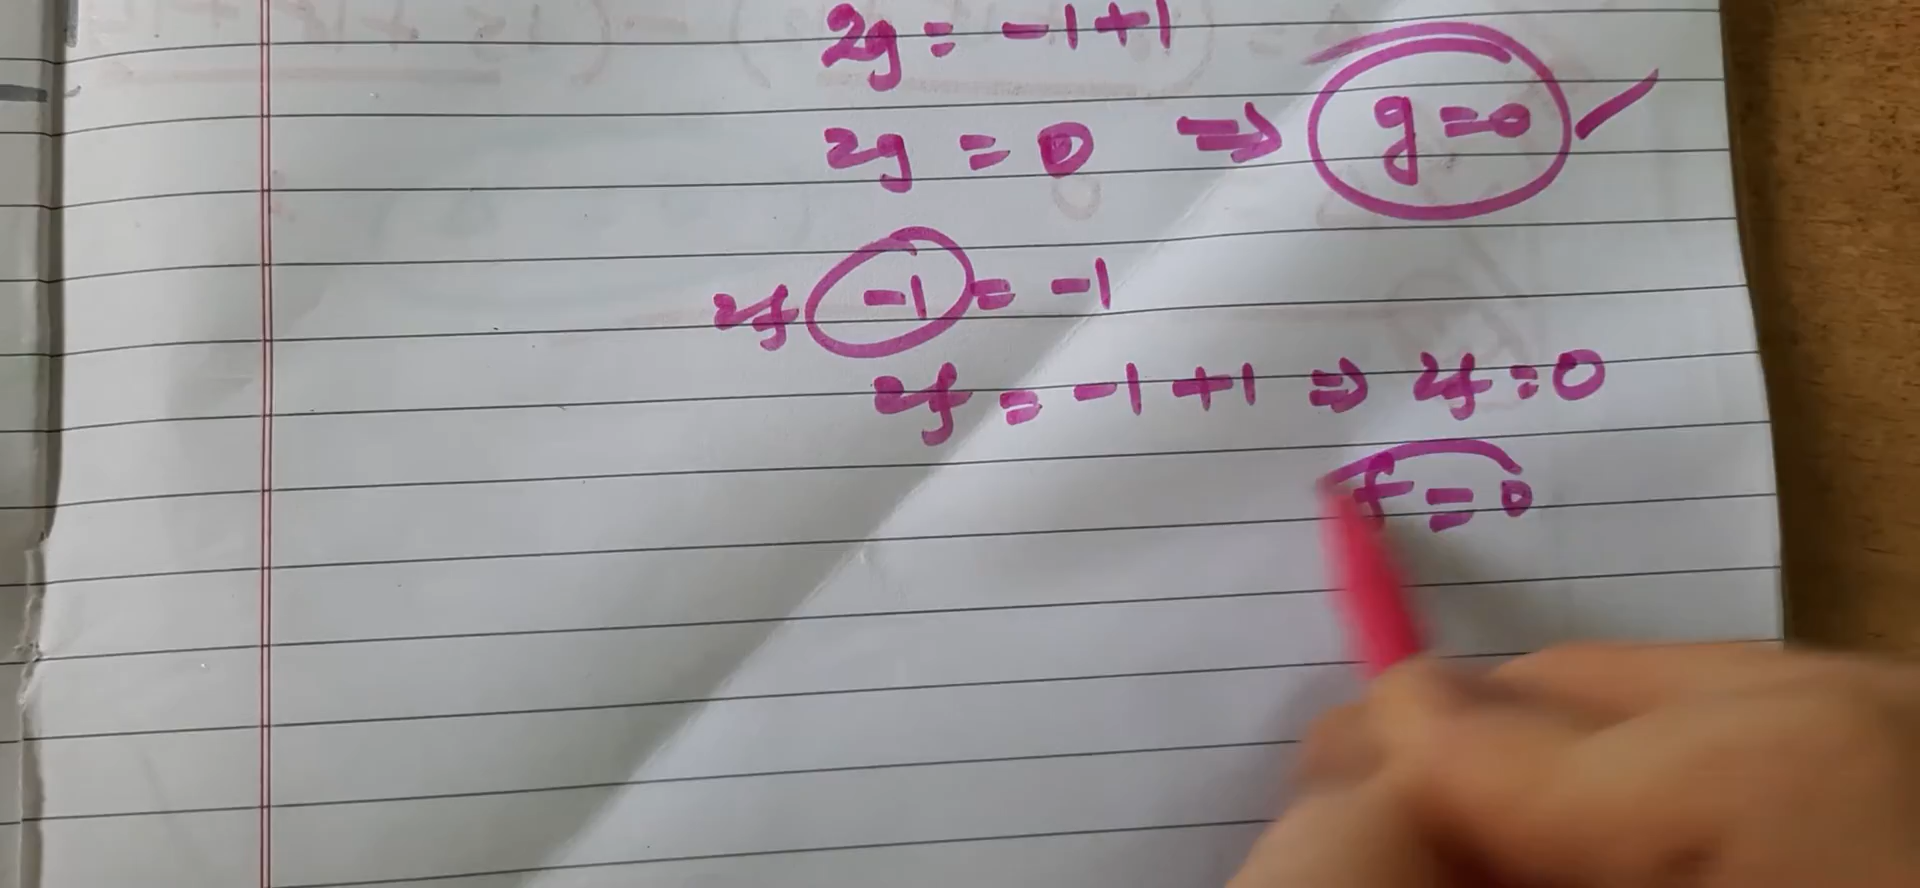 2g = -1+1
2g = 0 ⇒ g=0 ✓
2f -1 = -1
2f = -1+1 ⇒ 2f=0
f = 0